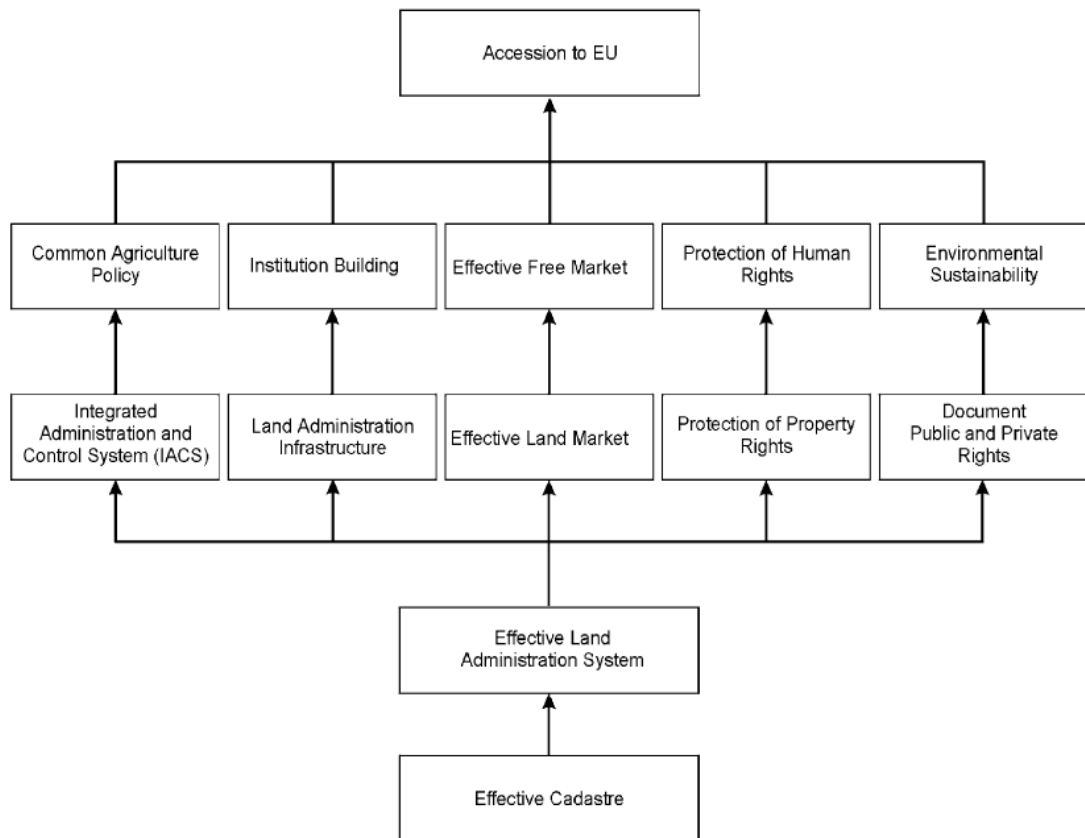 Accession to EU
Common Agriculture
Policy
Institution Building
Effective Free Market
Protection of Human
Rights
Environmental
Sustainability
Integrated
Administration and
Control System (IACS)
Land Administration
Infrastructure
Effective Land Market
Protection of Property
Rights
Document
Public and Private
Rights
Effective Land
Administration System
Effective Cadastre